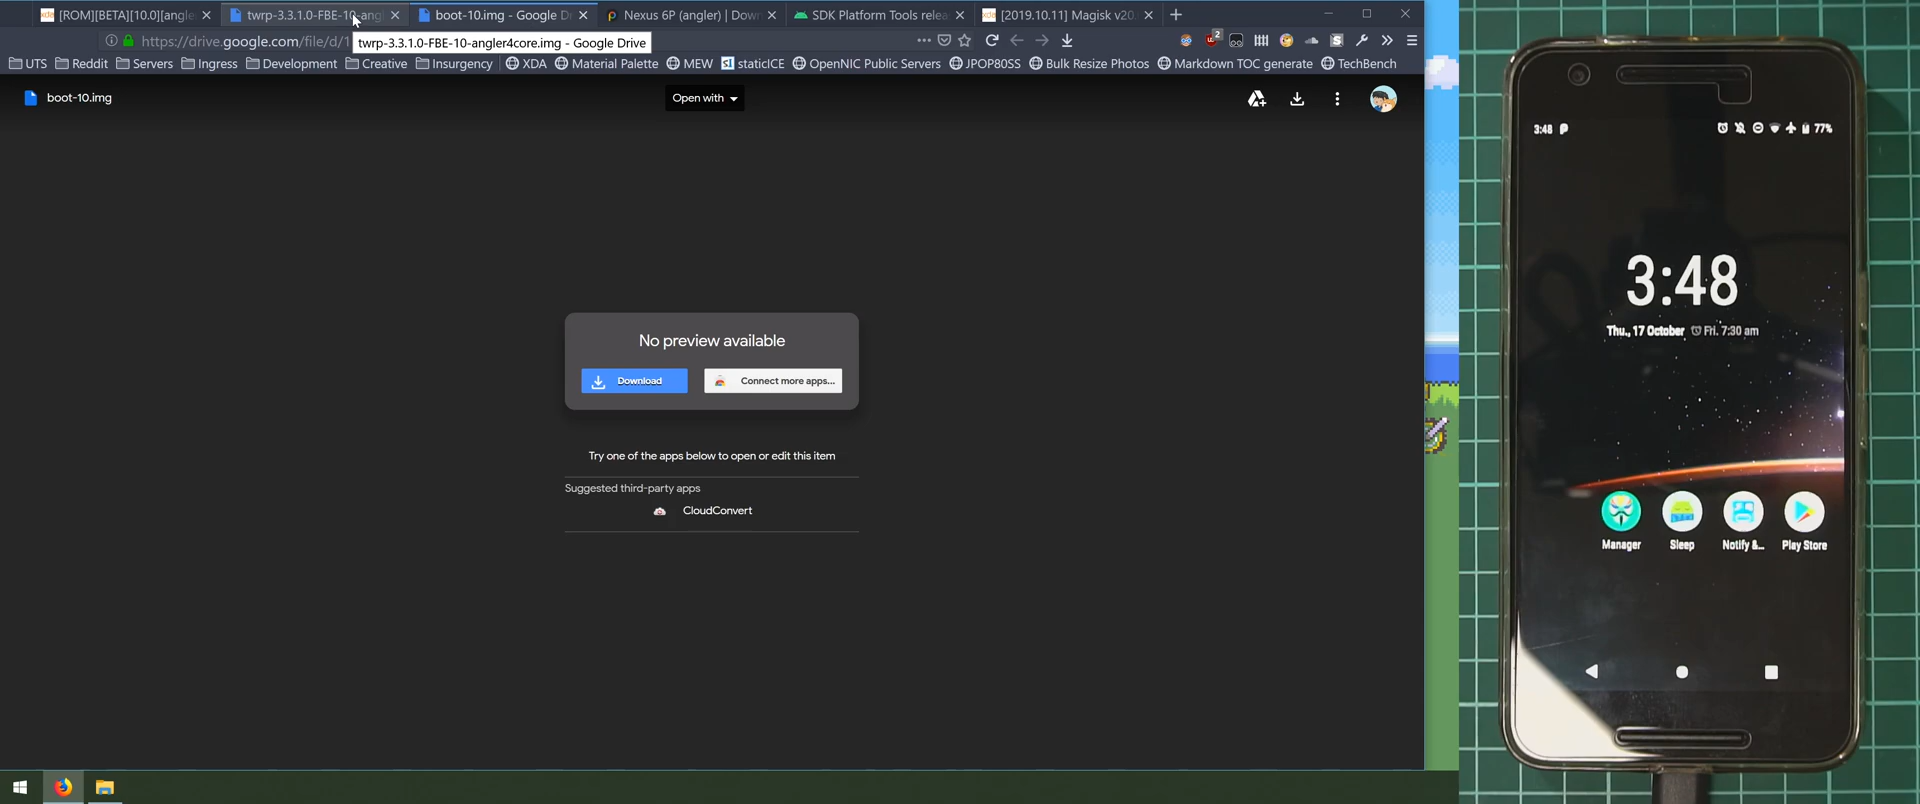 [ROM][BETA][10.0][angle
twrp-3.3.1.0-FBE-10-angl
boot-10.img - Google Dr
Nexus 6P (angler) | Down
SDK Platform Tools relea
[2019.10.11] Magisk v20.
https://drive.google.com/file/d/1
twrp-3.3.1.0-FBE-10-angler4core.img - Google Drive
2
UTS
Reddit
Servers
Ingress
Development
Creative
Insurgency
XDA
Material Palette
MEW
staticICE
OpenNIC Public Servers
JPOP80SS
Bulk Resize Photos
Markdown TOC generate
TechBench
boot-10.img
Open with
No preview available
Download
Connect more apps...
Try one of the apps below to open or edit this item
Suggested third-party apps
CloudConvert
3:48
77%
3:48
Thu., 17 October
Fri. 7:30 am
Manager
Sleep
Notify &...
Play Store